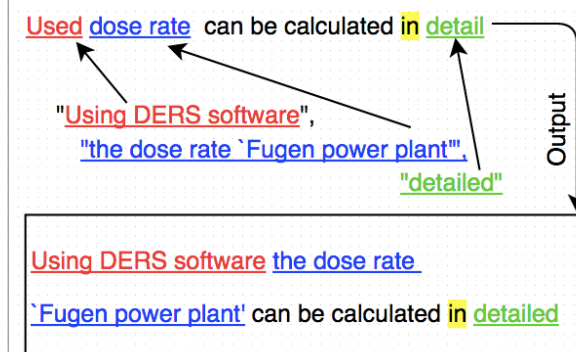 Used dose rate can be calculated in detail
"Using DERS software",
"the dose rate `Fugen power plant'",
"detailed"
Output
Using DERS software the dose rate
`Fugen power plant' can be calculated in detailed